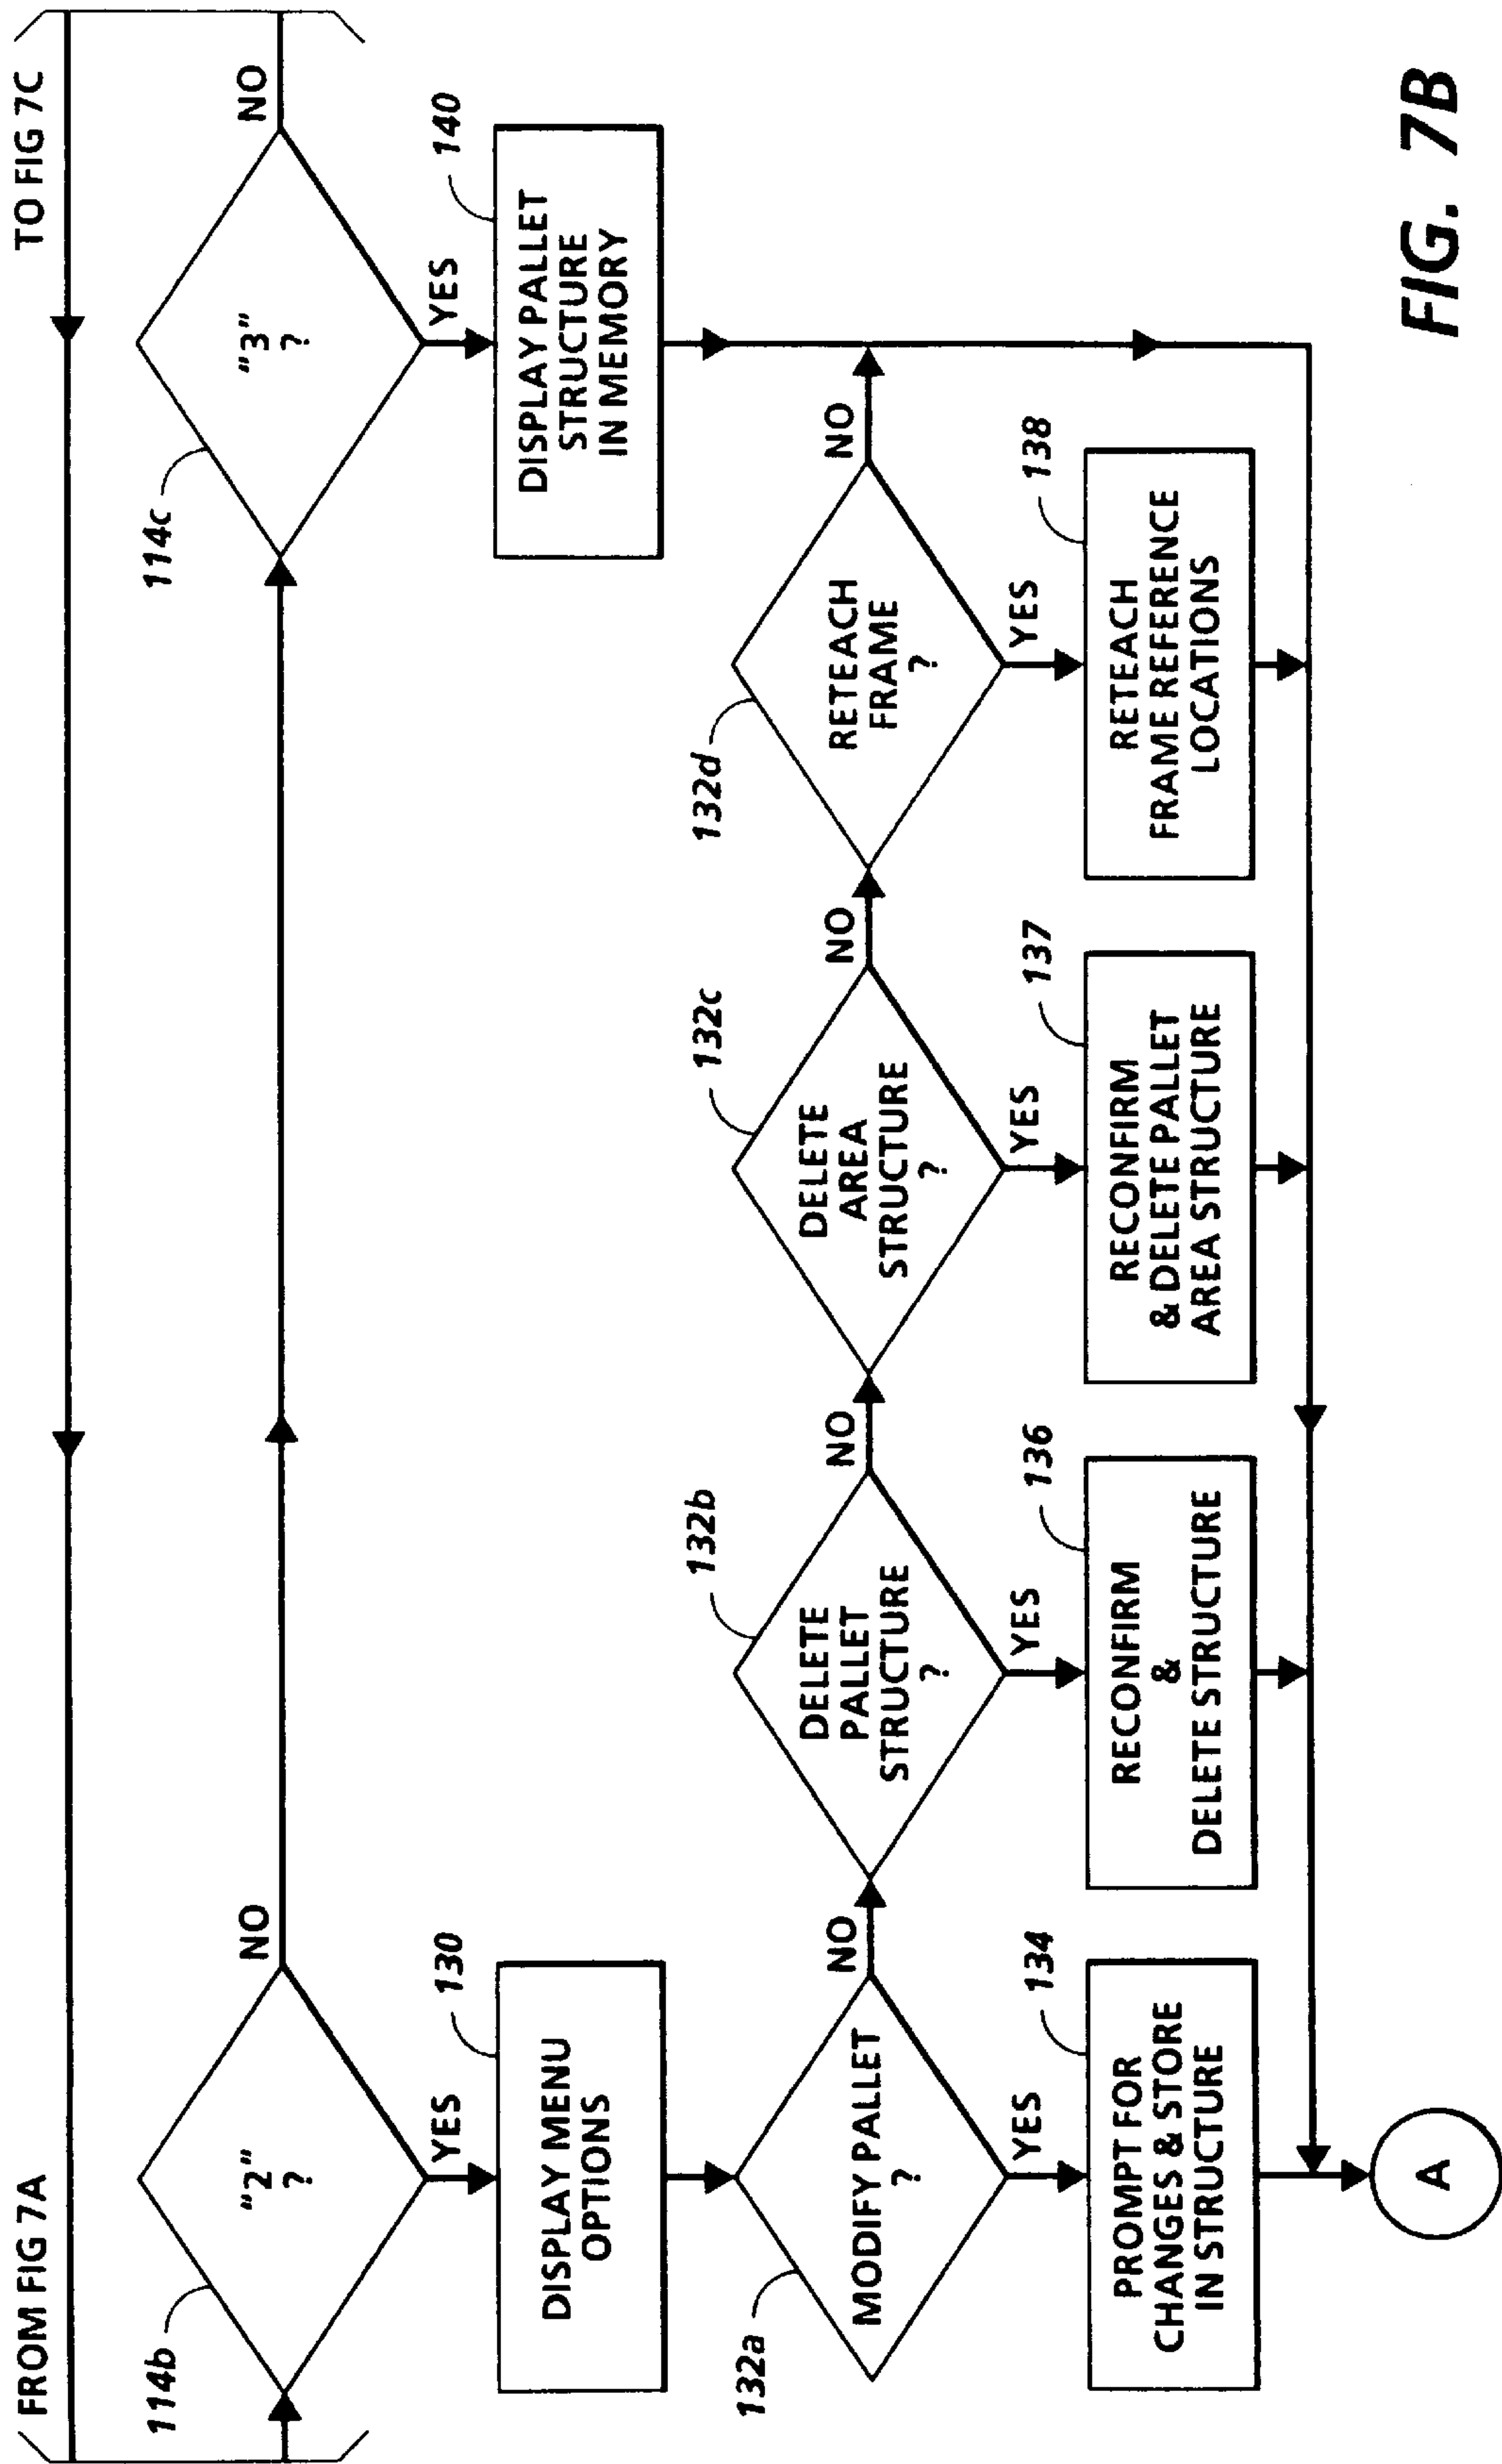 FROM FIG 7A
TO FIG 7C
114b
"2"
?
NO
YES
114c
"3"
?
NO
YES
130
DISPLAY MENU
OPTIONS
140
DISPLAY PALLET
STRUCTURE
IN MEMORY
132a
MODIFY PALLET
?
NO
YES
132b
DELETE
PALLET
STRUCTURE
?
NO
YES
132c
DELETE
AREA
STRUCTURE
?
NO
YES
132d
RETEACH
FRAME
?
NO
YES
134
PROMPT FOR
CHANGES & STORE
IN STRUCTURE
136
RECONFIRM
&
DELETE STRUCTURE
137
RECONFIRM
& DELETE PALLET
AREA STRUCTURE
138
RETEACH
FRAME REFERENCE
LOCATIONS
A
FIG. 7B